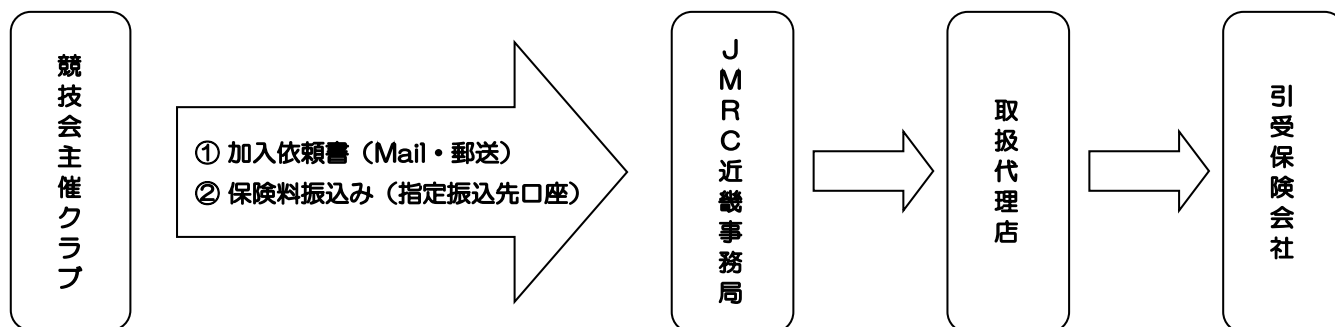 競技会主催クラブ
① 加入依頼書（Mail・郵送）
② 保険料振込み（指定振込先口座）
JMRC近畿事務局
取扱代理店
引受保険会社